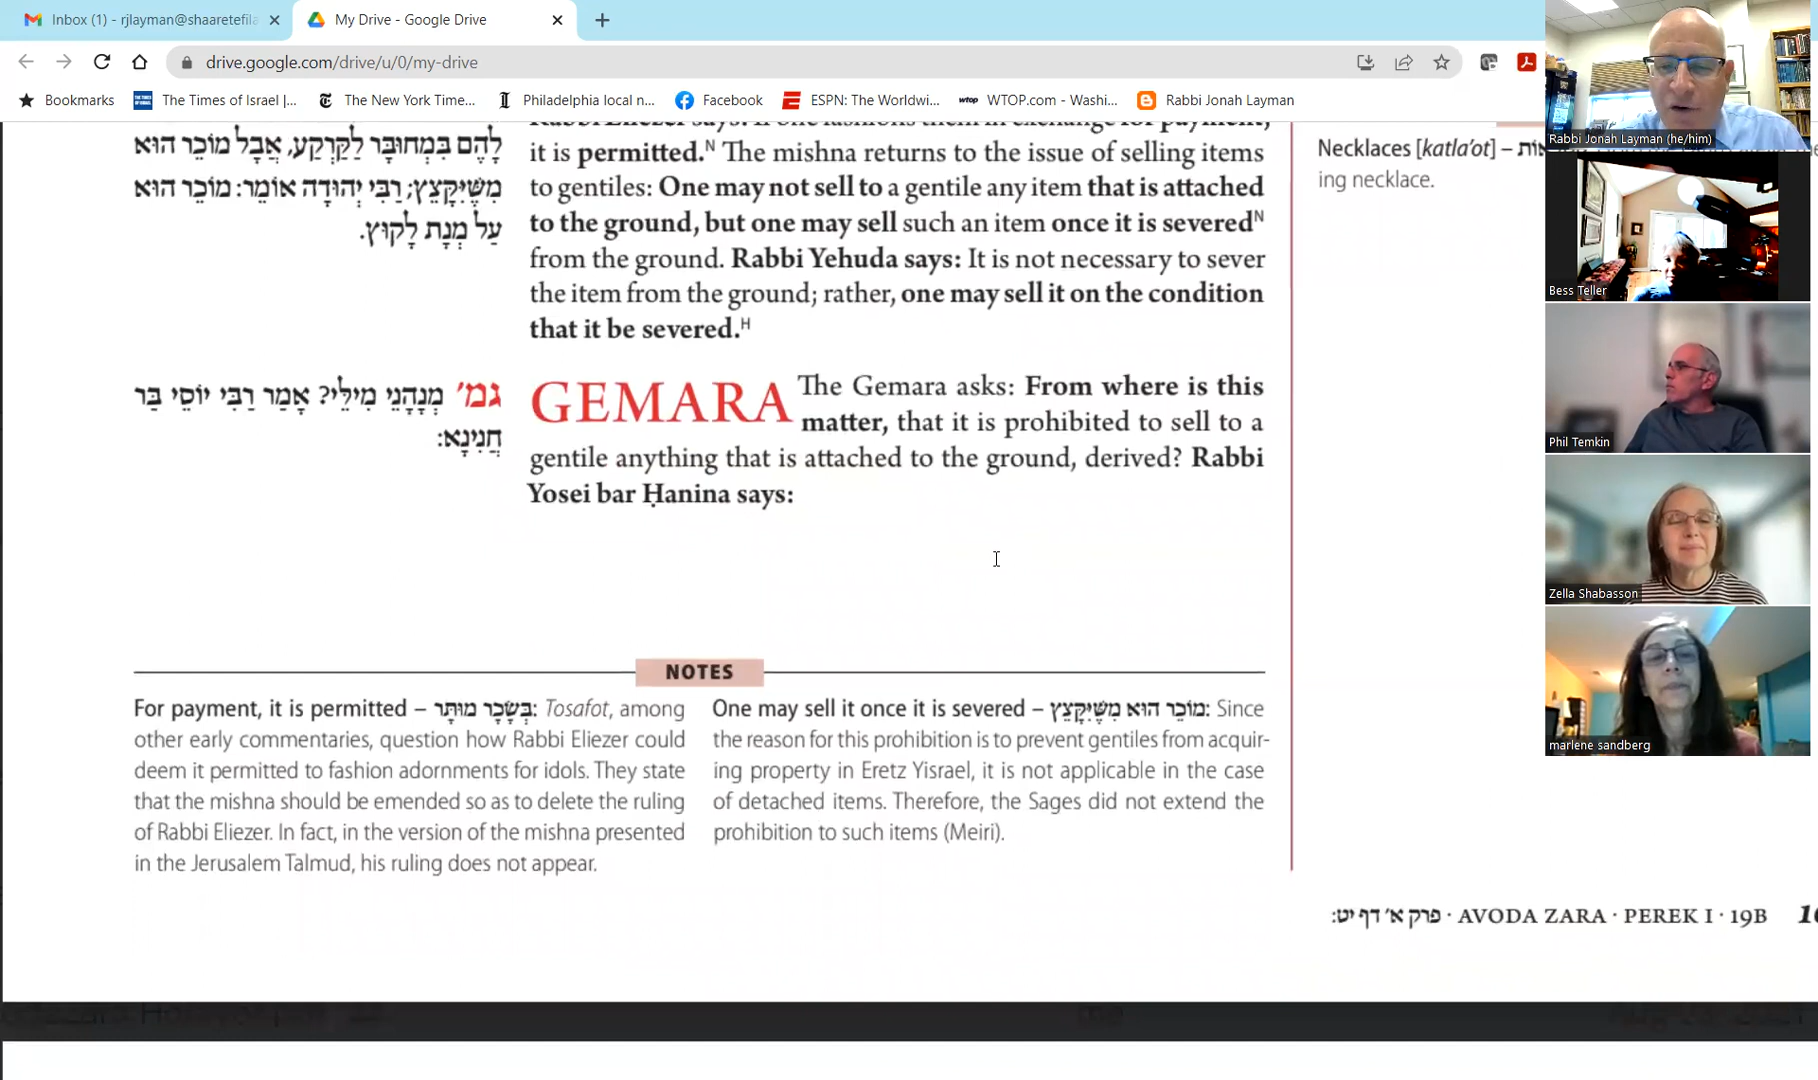 Inbox (1) - rjlayman@shaaretefila
My Drive - Google Drive
drive.google.com/drive/u/0/my-drive
Bookmarks
The Times of Israel |...
The New York Time...
Philadelphia local n...
Facebook
ESPN: The Worldwi...
WTOP.com - Washi...
Rabbi Jonah Layman
לָהֶם בִּמְחוּבָּר לַקַּרְקַע, אֲבָל מוֹכֵר הוּא
מִשֶּׁיִּקָּצֵץ; רַבִּי יְהוּדָה אוֹמֵר: מוֹכֵר הוּא
עַל מְנָת לָקוּץ.
Rabbi Eliezer says: If one fashions them in exchange for payment,
it is permitted.ᴺ The mishna returns to the issue of selling items
to gentiles: One may not sell to a gentile any item that is attached
to the ground, but one may sell such an item once it is severedᴺ
from the ground. Rabbi Yehuda says: It is not necessary to sever
the item from the ground; rather, one may sell it on the condition
that it be severed.ᴴ
גמ׳ מְנָהָנֵי מִילֵּי? אָמַר רַבִּי יוֹסֵי בַּר
חֲנִינָא:
GEMARA The Gemara asks: From where is this
matter, that it is prohibited to sell to a
gentile anything that is attached to the ground, derived? Rabbi
Yosei bar Ḥanina says:
Necklaces [katla'ot] –
ing necklace.
NOTES
For payment, it is permitted – בְּשָׂכָר מוּתָּר: Tosafot, among
other early commentaries, question how Rabbi Eliezer could
deem it permitted to fashion adornments for idols. They state
that the mishna should be emended so as to delete the ruling
of Rabbi Eliezer. In fact, in the version of the mishna presented
in the Jerusalem Talmud, his ruling does not appear.
One may sell it once it is severed – מוֹכֵר הוּא מִשֶּׁיִּקָּצֵץ: Since
the reason for this prohibition is to prevent gentiles from acquir-
ing property in Eretz Yisrael, it is not applicable in the case
of detached items. Therefore, the Sages did not extend the
prohibition to such items (Meiri).
פרק א׳ דף יט: · AVODA ZARA · PEREK I · 19B
Rabbi Jonah Layman (he/him)
Bess Teller
Phil Temkin
Zella Shabasson
marlene sandberg